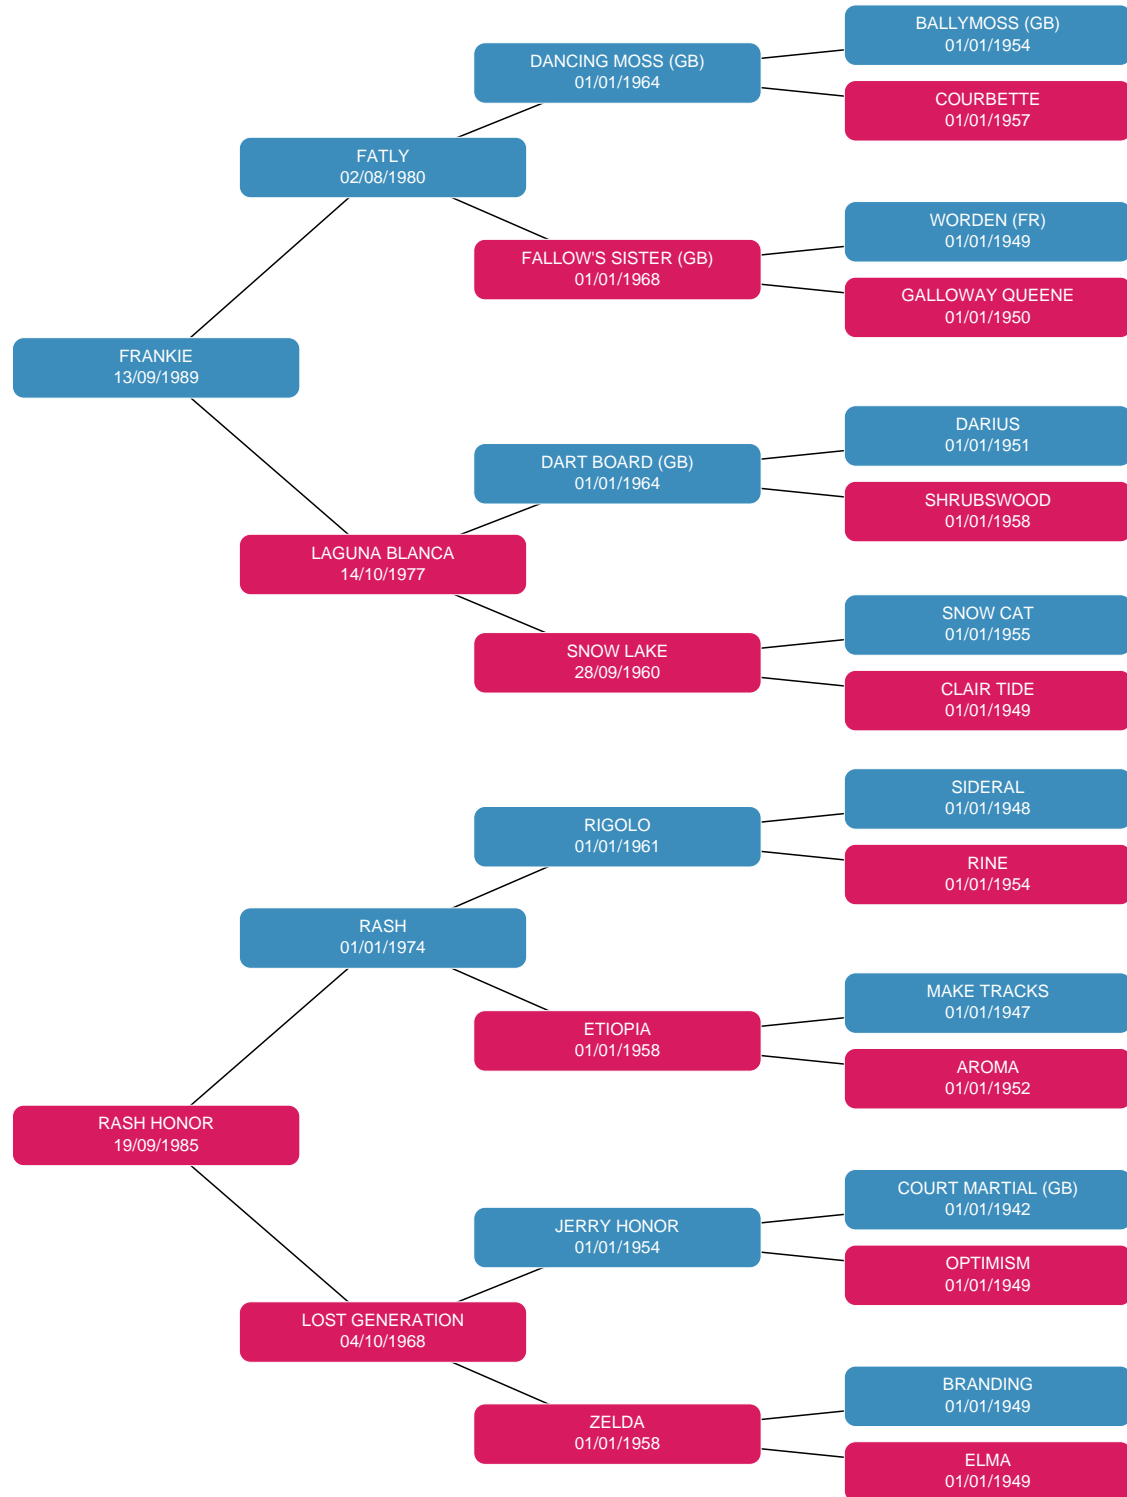 BALLYMOSS (GB)
01/01/1954
DANCING MOSS (GB)
01/01/1964
COURBETTE
01/01/1957
FATLY
02/08/1980
WORDEN (FR)
01/01/1949
FALLOW'S SISTER (GB)
01/01/1968
GALLOWAY QUEENE
01/01/1950
FRANKIE
13/09/1989
DARIUS
01/01/1951
DART BOARD (GB)
01/01/1964
SHRUBSWOOD
01/01/1958
LAGUNA BLANCA
14/10/1977
SNOW CAT
01/01/1955
SNOW LAKE
28/09/1960
CLAIR TIDE
01/01/1949
SIDERAL
01/01/1948
RIGOLO
01/01/1961
RINE
01/01/1954
RASH
01/01/1974
MAKE TRACKS
01/01/1947
ETIOPIA
01/01/1958
AROMA
01/01/1952
RASH HONOR
19/09/1985
COURT MARTIAL (GB)
01/01/1942
JERRY HONOR
01/01/1954
OPTIMISM
01/01/1949
LOST GENERATION
04/10/1968
BRANDING
01/01/1949
ZELDA
01/01/1958
ELMA
01/01/1949